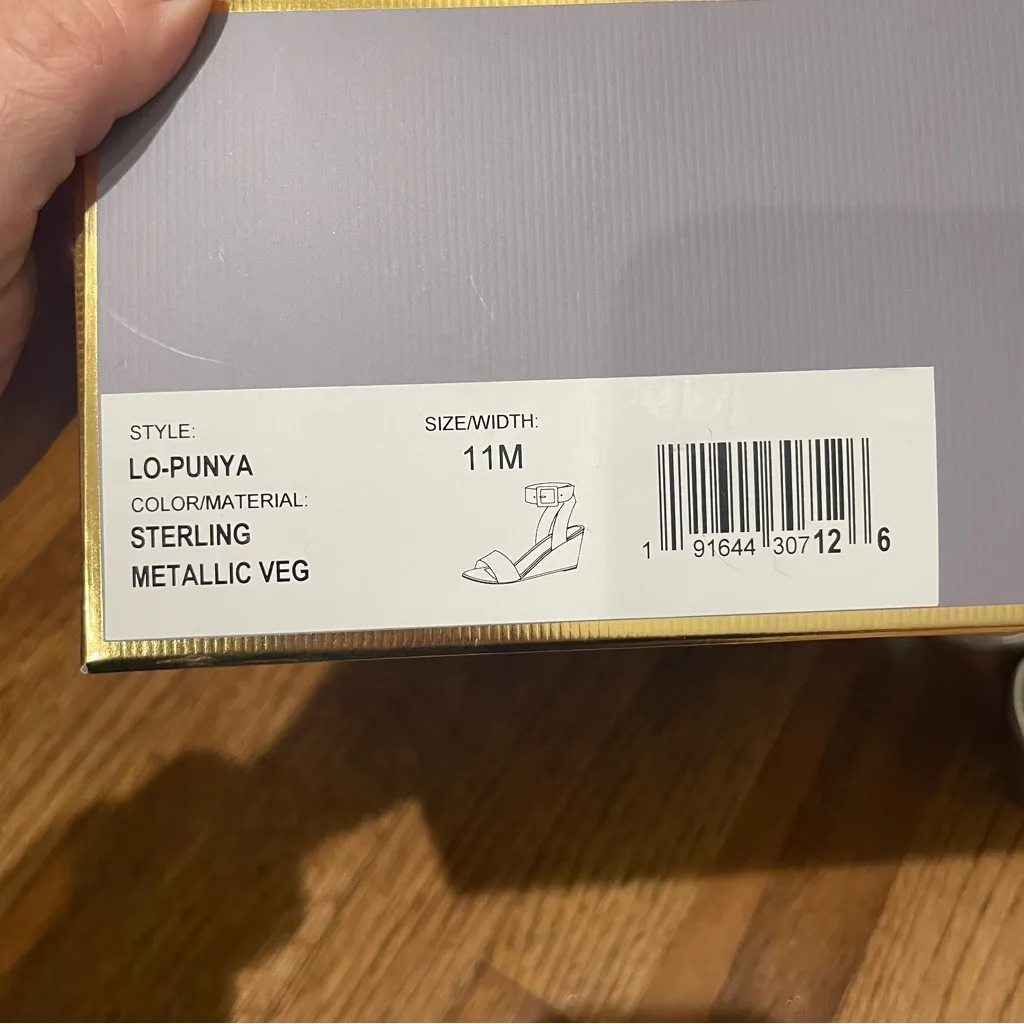 STYLE:
LO-PUNYA
COLOR/MATERIAL:
STERLING
METALLIC VEG
SIZE/WIDTH:
11M
1 91644 30712 6